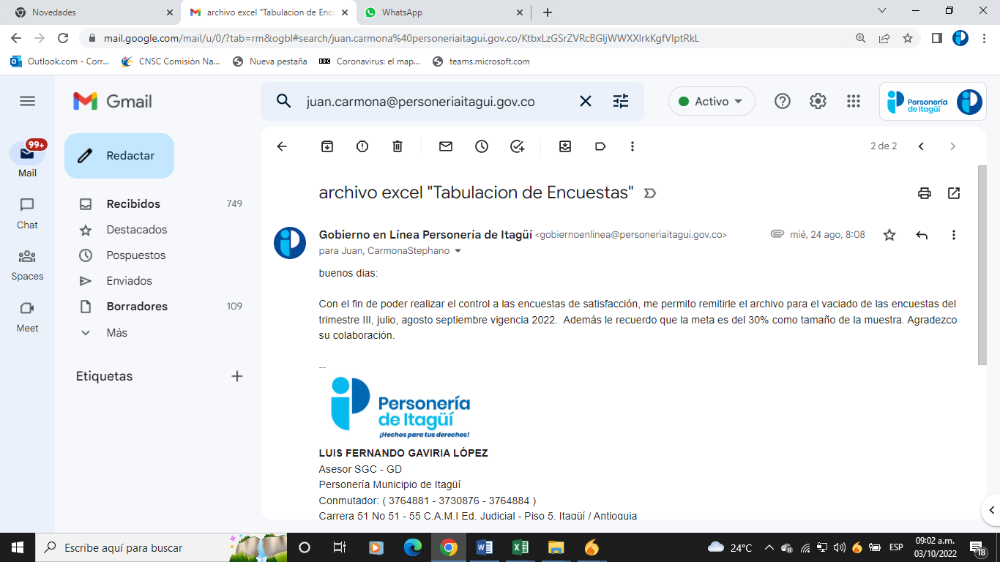 Novedades
archivo excel "Tabulacion de Encu
WhatsApp
mail.google.com/mail/u/0/?tab=rm&ogbl#search/juan.carmona%40personeriaitagui.gov.co/KtbxLzGSrZVRcBGljWWXXlrkKgfVlptRkL
Outlook.com - Corr...
CNSC Comisión Na...
Nueva pestaña
Coronavirus: el map...
teams.microsoft.com
Gmail
juan.carmona@personeriaitagui.gov.co
Activo
Personería
de Itagüí
99+
Mail
Chat
Spaces
Meet
Redactar
Recibidos 749
Destacados
Pospuestos
Enviados
Borradores 109
Más
Etiquetas
2 de 2
archivo excel "Tabulacion de Encuestas"
Gobierno en Línea Personería de Itagüí <gobiernoenlinea@personeriaitagui.gov.co> mié, 24 ago, 8:08
para Juan, CarmonaStephano
buenos dias:
Con el fin de poder realizar el control a las encuestas de satisfacción, me permito remitirle el archivo para el vaciado de las encuestas del
trimestre III, julio, agosto septiembre vigencia 2022.  Además le recuerdo que la meta es del 30% como tamaño de la muestra. Agradezco
su colaboración.
--
Personería
de Itagüí
¡Hechos para tus derechos!
LUIS FERNANDO GAVIRIA LÓPEZ
Asesor SGC - GD
Personería Municipio de Itagüí
Conmutador: ( 3764881 - 3730876 - 3764884 )
Carrera 51 No 51 - 55 C.A.M.I Ed. Judicial - Piso 5. Itagüí / Antioquia
Escribe aquí para buscar
24°C
ESP
09:02 a.m.
03/10/2022
18